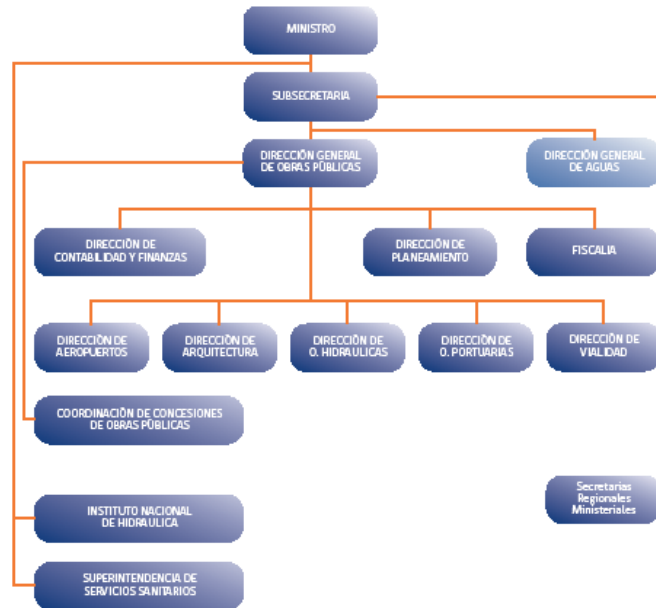 MINISTRO
SUBSECRETARIA
DIRECCIÓN GENERAL
DE OBRAS PÚBLICAS
DIRECCIÓN GENERAL
DE AGUAS
DIRECCIÓN DE
CONTABILIDAD Y FINANZAS
DIRECCIÓN DE
PLANEAMIENTO
FISCALIA
DIRECCIÓN DE
AEROPUERTOS
DIRECCIÓN DE
ARQUITECTURA
DIRECCIÓN DE
O. HIDRAULICAS
DIRECCIÓN DE
O. PORTUARIAS
DIRECCIÓN DE
VIALIDAD
COORDINACIÓN DE CONCESIONES
DE OBRAS PÚBLICAS
Secretarias
Regionales
Ministeriales
INSTITUTO NACIONAL
DE HIDRAULICA
SUPERINTENDENCIA DE
SERVICIOS SANITARIOS